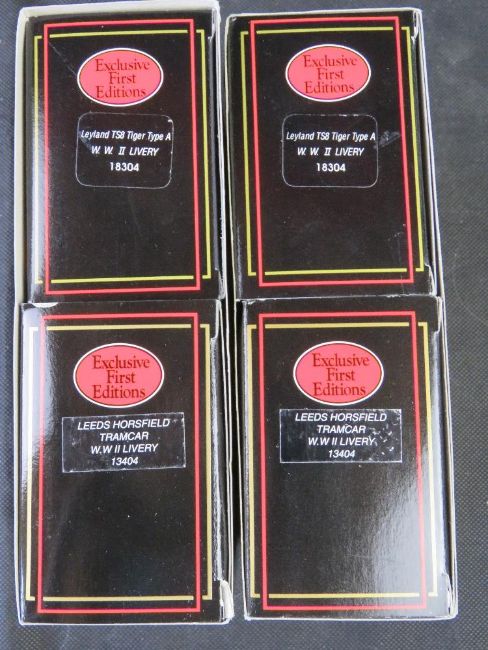 Exclusive
First
Editions
Leyland TS8 Tiger Type A
W. W. II LIVERY
18304
Exclusive
First
Editions
Leyland TS8 Tiger Type A
W. W. II LIVERY
18304
Exclusive
First
Editions
LEEDS HORSFIELD
TRAMCAR
W.W II LIVERY
13404
Exclusive
First
Editions
LEEDS HORSFIELD
TRAMCAR
W.W II LIVERY
13404